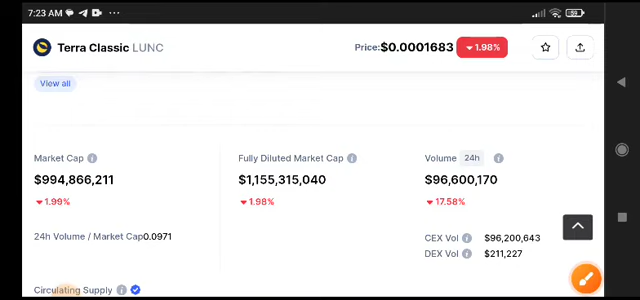 7:23 AM
Terra Classic LUNC
Price:$0.0001683 1.98%
View all
Market Cap
$994,866,211
1.99%
24h Volume / Market Cap0.0971
Fully Diluted Market Cap
$1,155,315,040
1.98%
Volume 24h
$96,600,170
17.58%
CEX Vol $96,200,643
DEX Vol $211,227
Circulating Supply